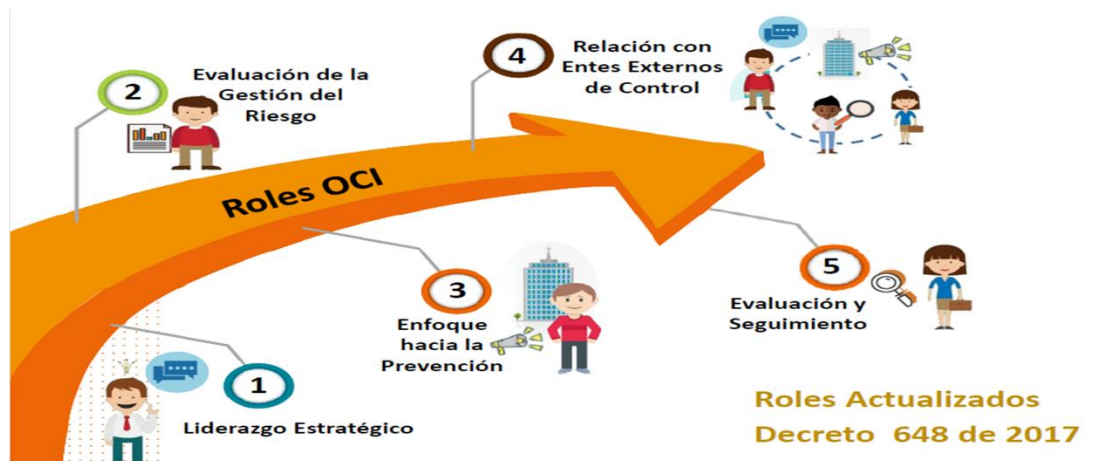 1
Liderazgo Estratégico
2
Evaluación de la
Gestión del
Riesgo
3
Enfoque
hacia la
Prevención
4
Relación con
Entes Externos
de Control
5
Evaluación y
Seguimiento
Roles OCI
Roles Actualizados
Decreto 648 de 2017